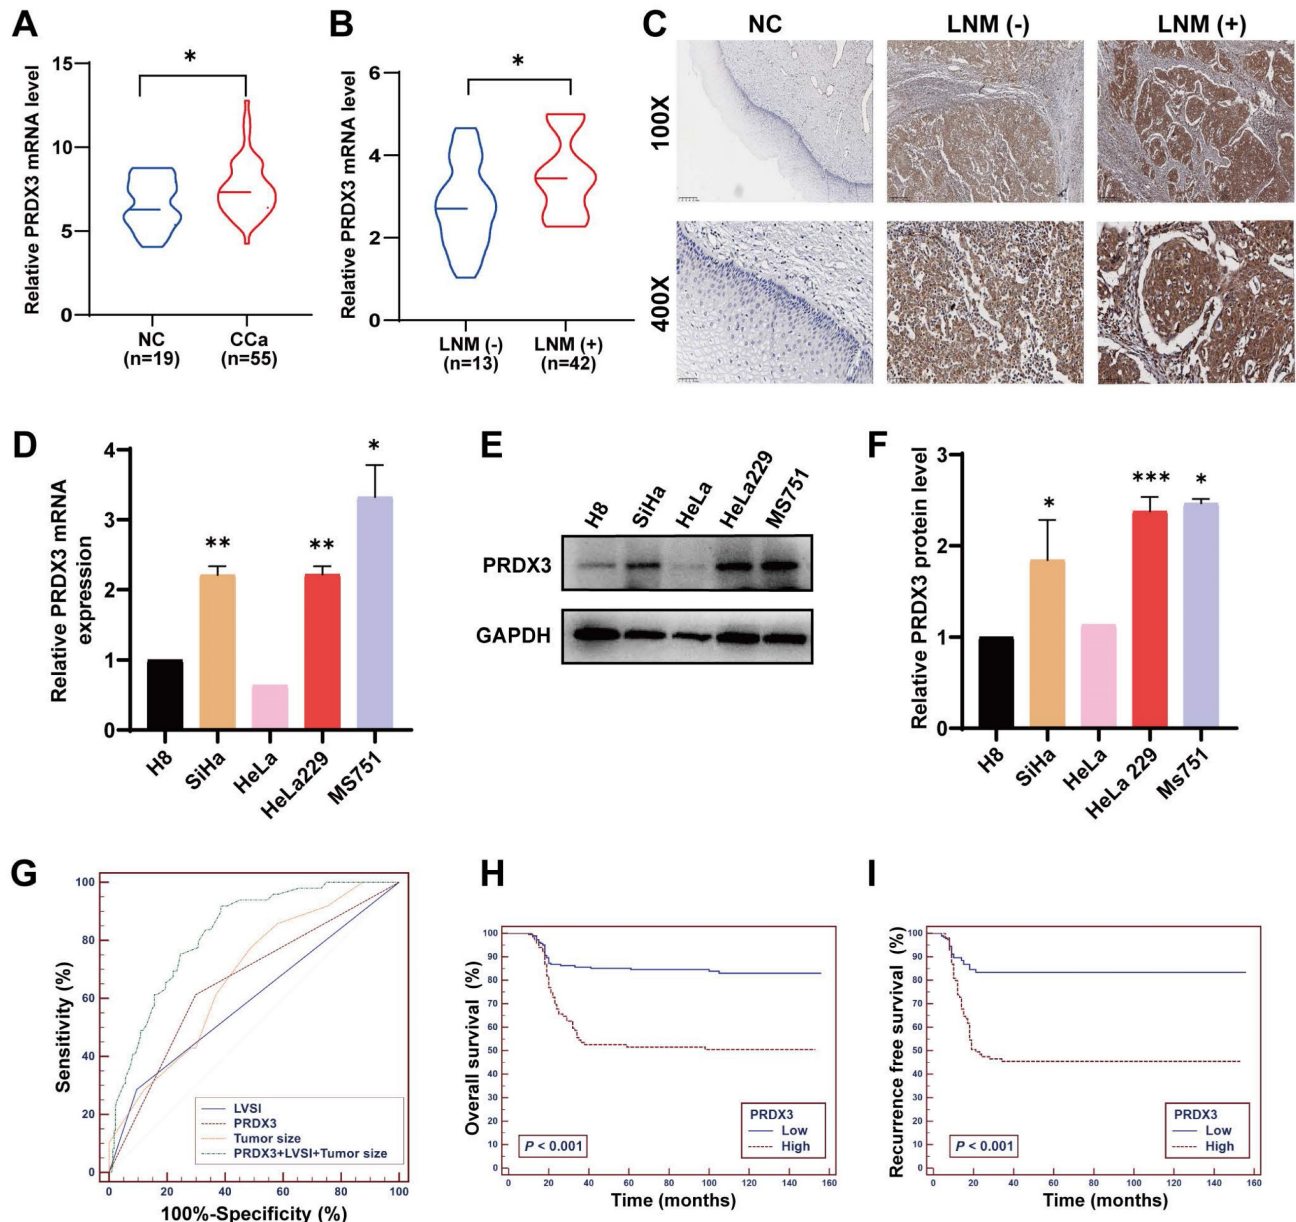 A
Relative PRDX3 mRNA level
15
10
5
0
*
NC
(n=19)
CCa
(n=55)
B
Relative PRDX3 mRNA level
6
4
2
0
*
LNM (-)
(n=13)
LNM (+)
(n=42)
C
NC
LNM (-)
LNM (+)
100X
400X
D
Relative PRDX3 mRNA
expression
4
3
2
1
0
**
**
*
H8
SiHa
HeLa
HeLa229
MS751
E
H8
SiHa
HeLa
HeLa229
MS751
PRDX3
GAPDH
F
Relative PRDX3 protein level
3
2
1
0
*
***
*
H8
SiHa
HeLa
HeLa 229
Ms751
G
Sensitivity (%)
100
80
60
40
20
0
0 20 40 60 80 100
100%-Specificity (%)
LVSI
PRDX3
Tumor size
PRDX3+LVSI+Tumor size
H
Overall survival (%)
100
90
80
70
60
50
40
30
20
10
0
0 20 40 60 80 100 120 140 160
Time (months)
P < 0.001
PRDX3
Low
High
I
Recurrence free survival (%)
100
90
80
70
60
50
40
30
20
10
0
0 20 40 60 80 100 120 140 160
Time (months)
P < 0.001
PRDX3
Low
High